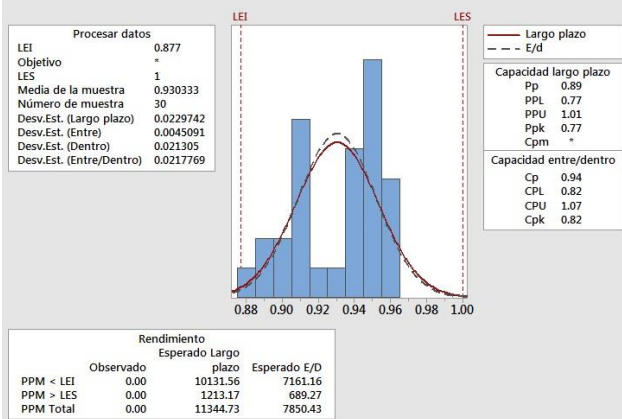 LEI LES
Procesar datos
LEI 0.877
Objetivo *
LES 1
Media de la muestra 0.930333
Número de muestra 30
Desv.Est. (Largo plazo) 0.0229742
Desv.Est. (Entre) 0.0045091
Desv.Est. (Dentro) 0.021305
Desv.Est. (Entre/Dentro) 0.0217769
Largo plazo
E/d
Capacidad largo plazo
Pp 0.89
PPL 0.77
PPU 1.01
Ppk 0.77
Cpm *
Capacidad entre/dentro
Cp 0.94
CPL 0.82
CPU 1.07
Cpk 0.82
0.88 0.90 0.92 0.94 0.96 0.98 1.00
Rendimiento
Esperado Largo
Observado plazo Esperado E/D
PPM < LEI 0.00 10131.56 7161.16
PPM > LES 0.00 1213.17 689.27
PPM Total 0.00 11344.73 7850.43